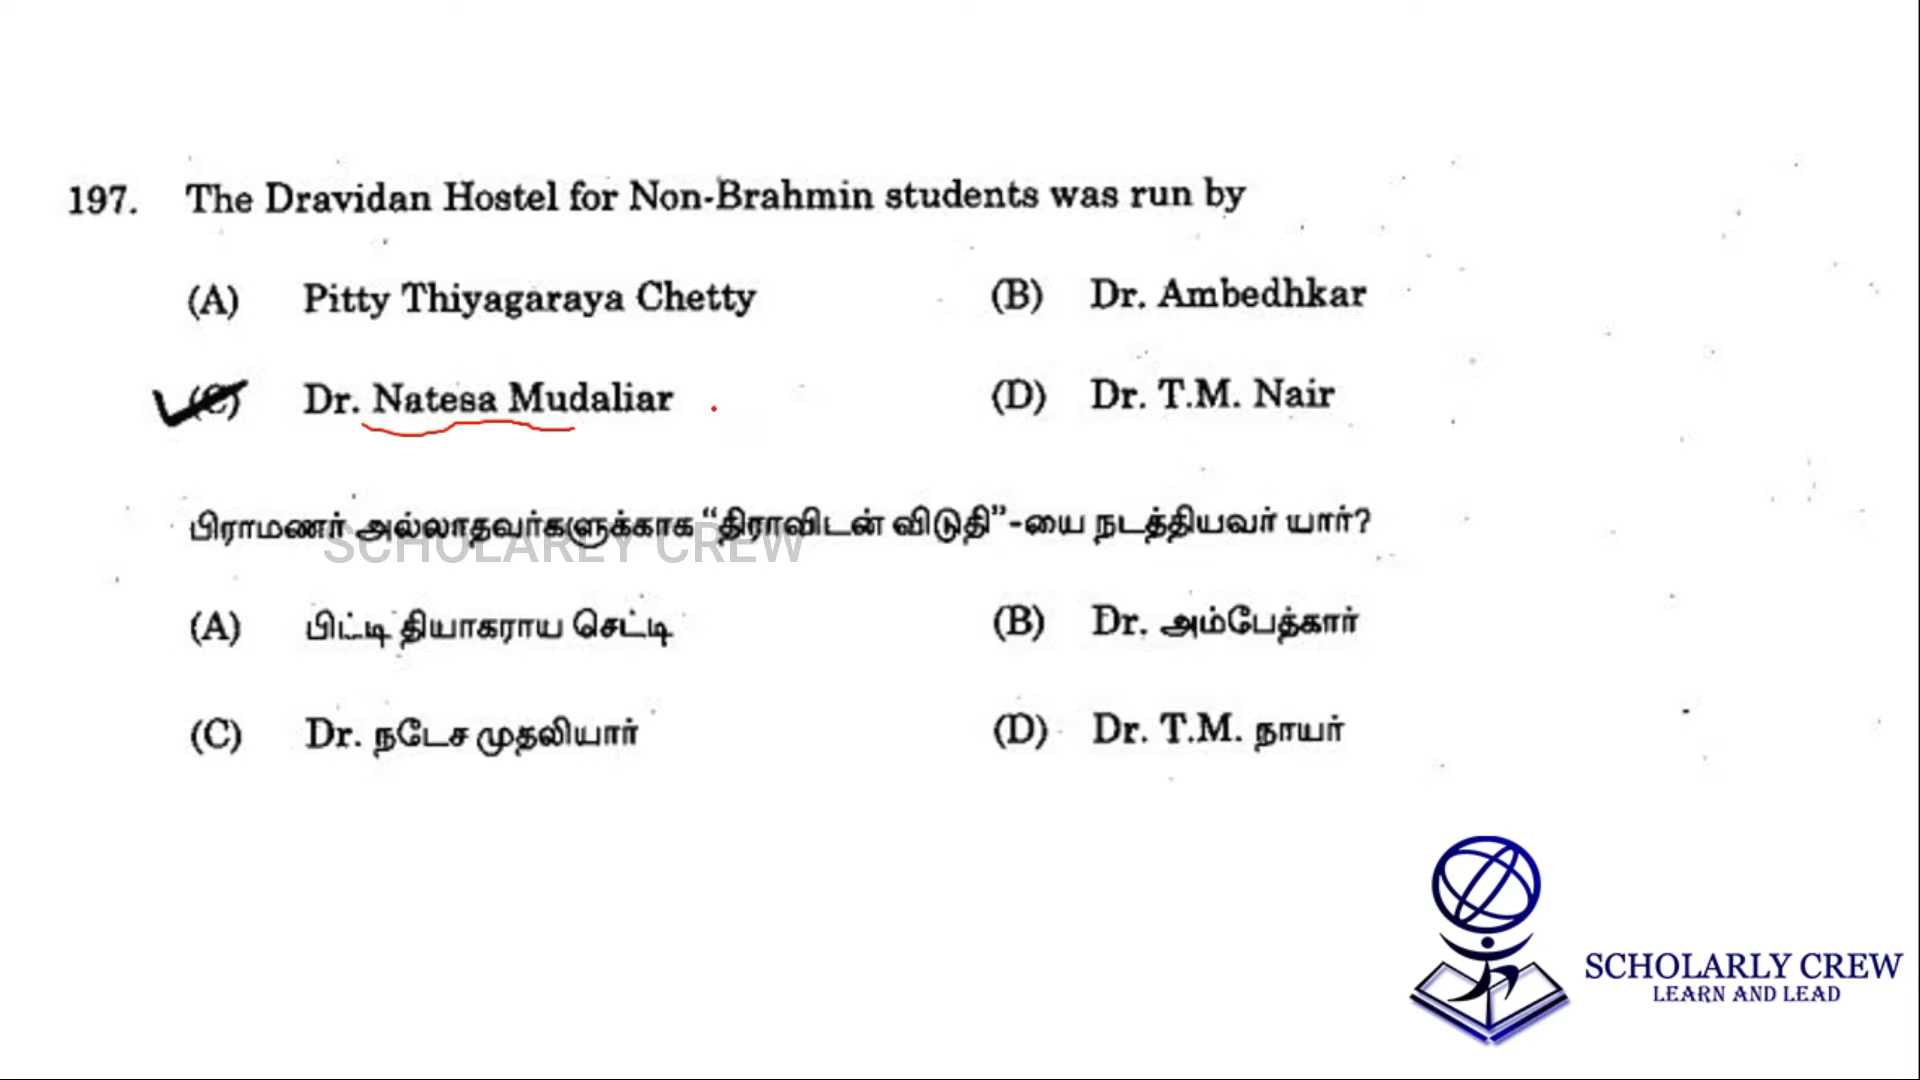 197. The Dravidan Hostel for Non-Brahmin students was run by
(A) Pitty Thiyagaraya Chetty (B) Dr. Ambedhkar
(C) Dr. Natesa Mudaliar (D) Dr. T.M. Nair
பிராமணர் அல்லாதவர்களுக்காக “திராவிடன் விடுதி”-யை நடத்தியவர் யார்?
SCHOLARLY CREW
(A) பிட்டி தியாகராய செட்டி (B) Dr. அம்பேத்கார்
(C) Dr. நடேச முதலியார் (D) Dr. T.M. நாயர்
SCHOLARLY CREW
LEARN AND LEAD